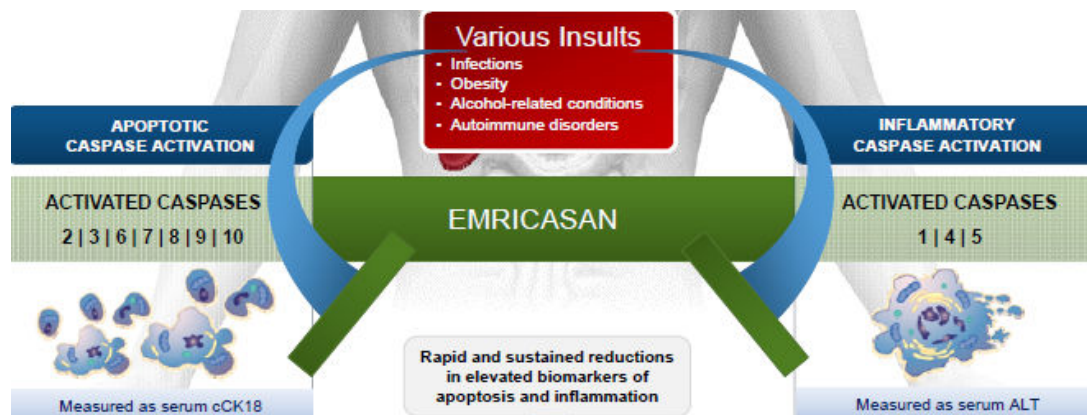 Various Insults
- Infections
- Obesity
- Alcohol-related conditions
- Autoimmune disorders
APOPTOTIC
CASPASE ACTIVATION
INFLAMMATORY
CASPASE ACTIVATION
ACTIVATED CASPASES
2 | 3 | 6 | 7 | 8 | 9 | 10
EMRICASAN
ACTIVATED CASPASES
1 | 4 | 5
Rapid and sustained reductions
in elevated biomarkers of
apoptosis and inflammation
Measured as serum cCK18
Measured as serum ALT